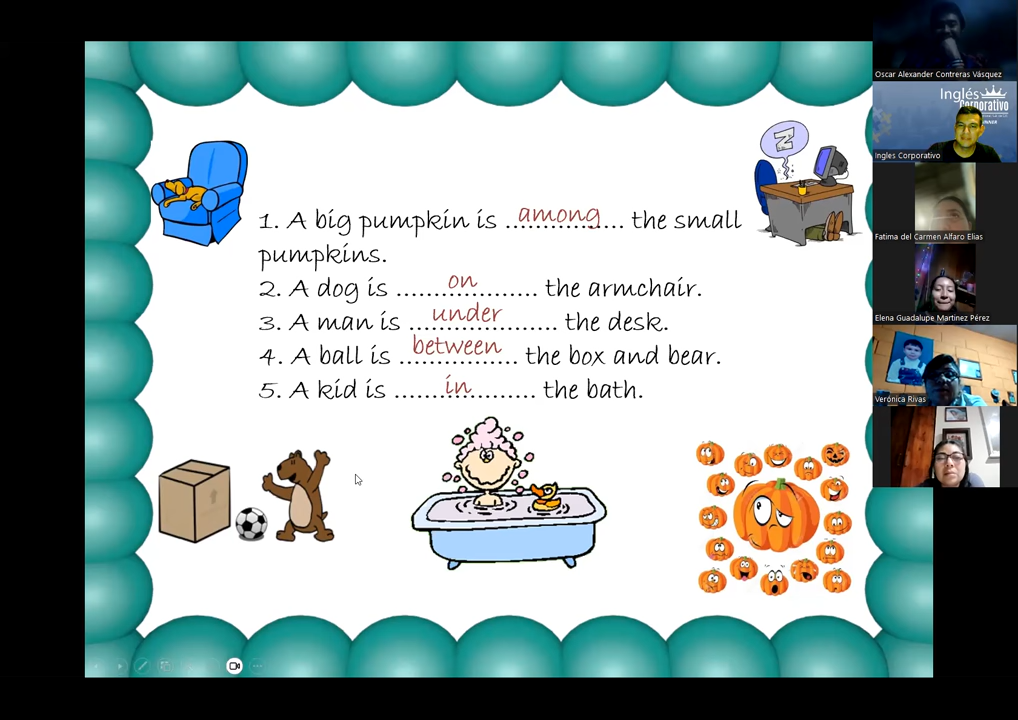 1. A big pumpkin is ...among... the small
pumpkins.
2. A dog is ...on... the armchair.
3. A man is ...under... the desk.
4. A ball is ...between... the box and bear.
5. A kid is ...in... the bath.
Z
Oscar Alexander Contreras Vásquez
Inglés
Corporativo
Ingles Corporativo
Fatima del Carmen Alfaro Elias
Elena Guadalupe Martinez Pérez
Verónica Rivas